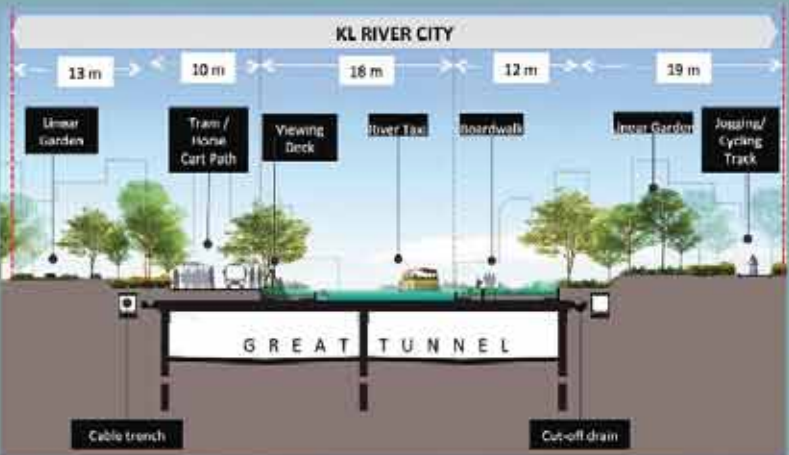 KL RIVER CITY
13 m
10 m
18 m
12 m
19 m
Linear
Garden
Tram /
Horse
Cart Path
Viewing
Deck
River Taxi
Boardwalk
Linear Garden
Jogging/
Cycling
Track
GREAT TUNNEL
Cable trench
Cut-off drain